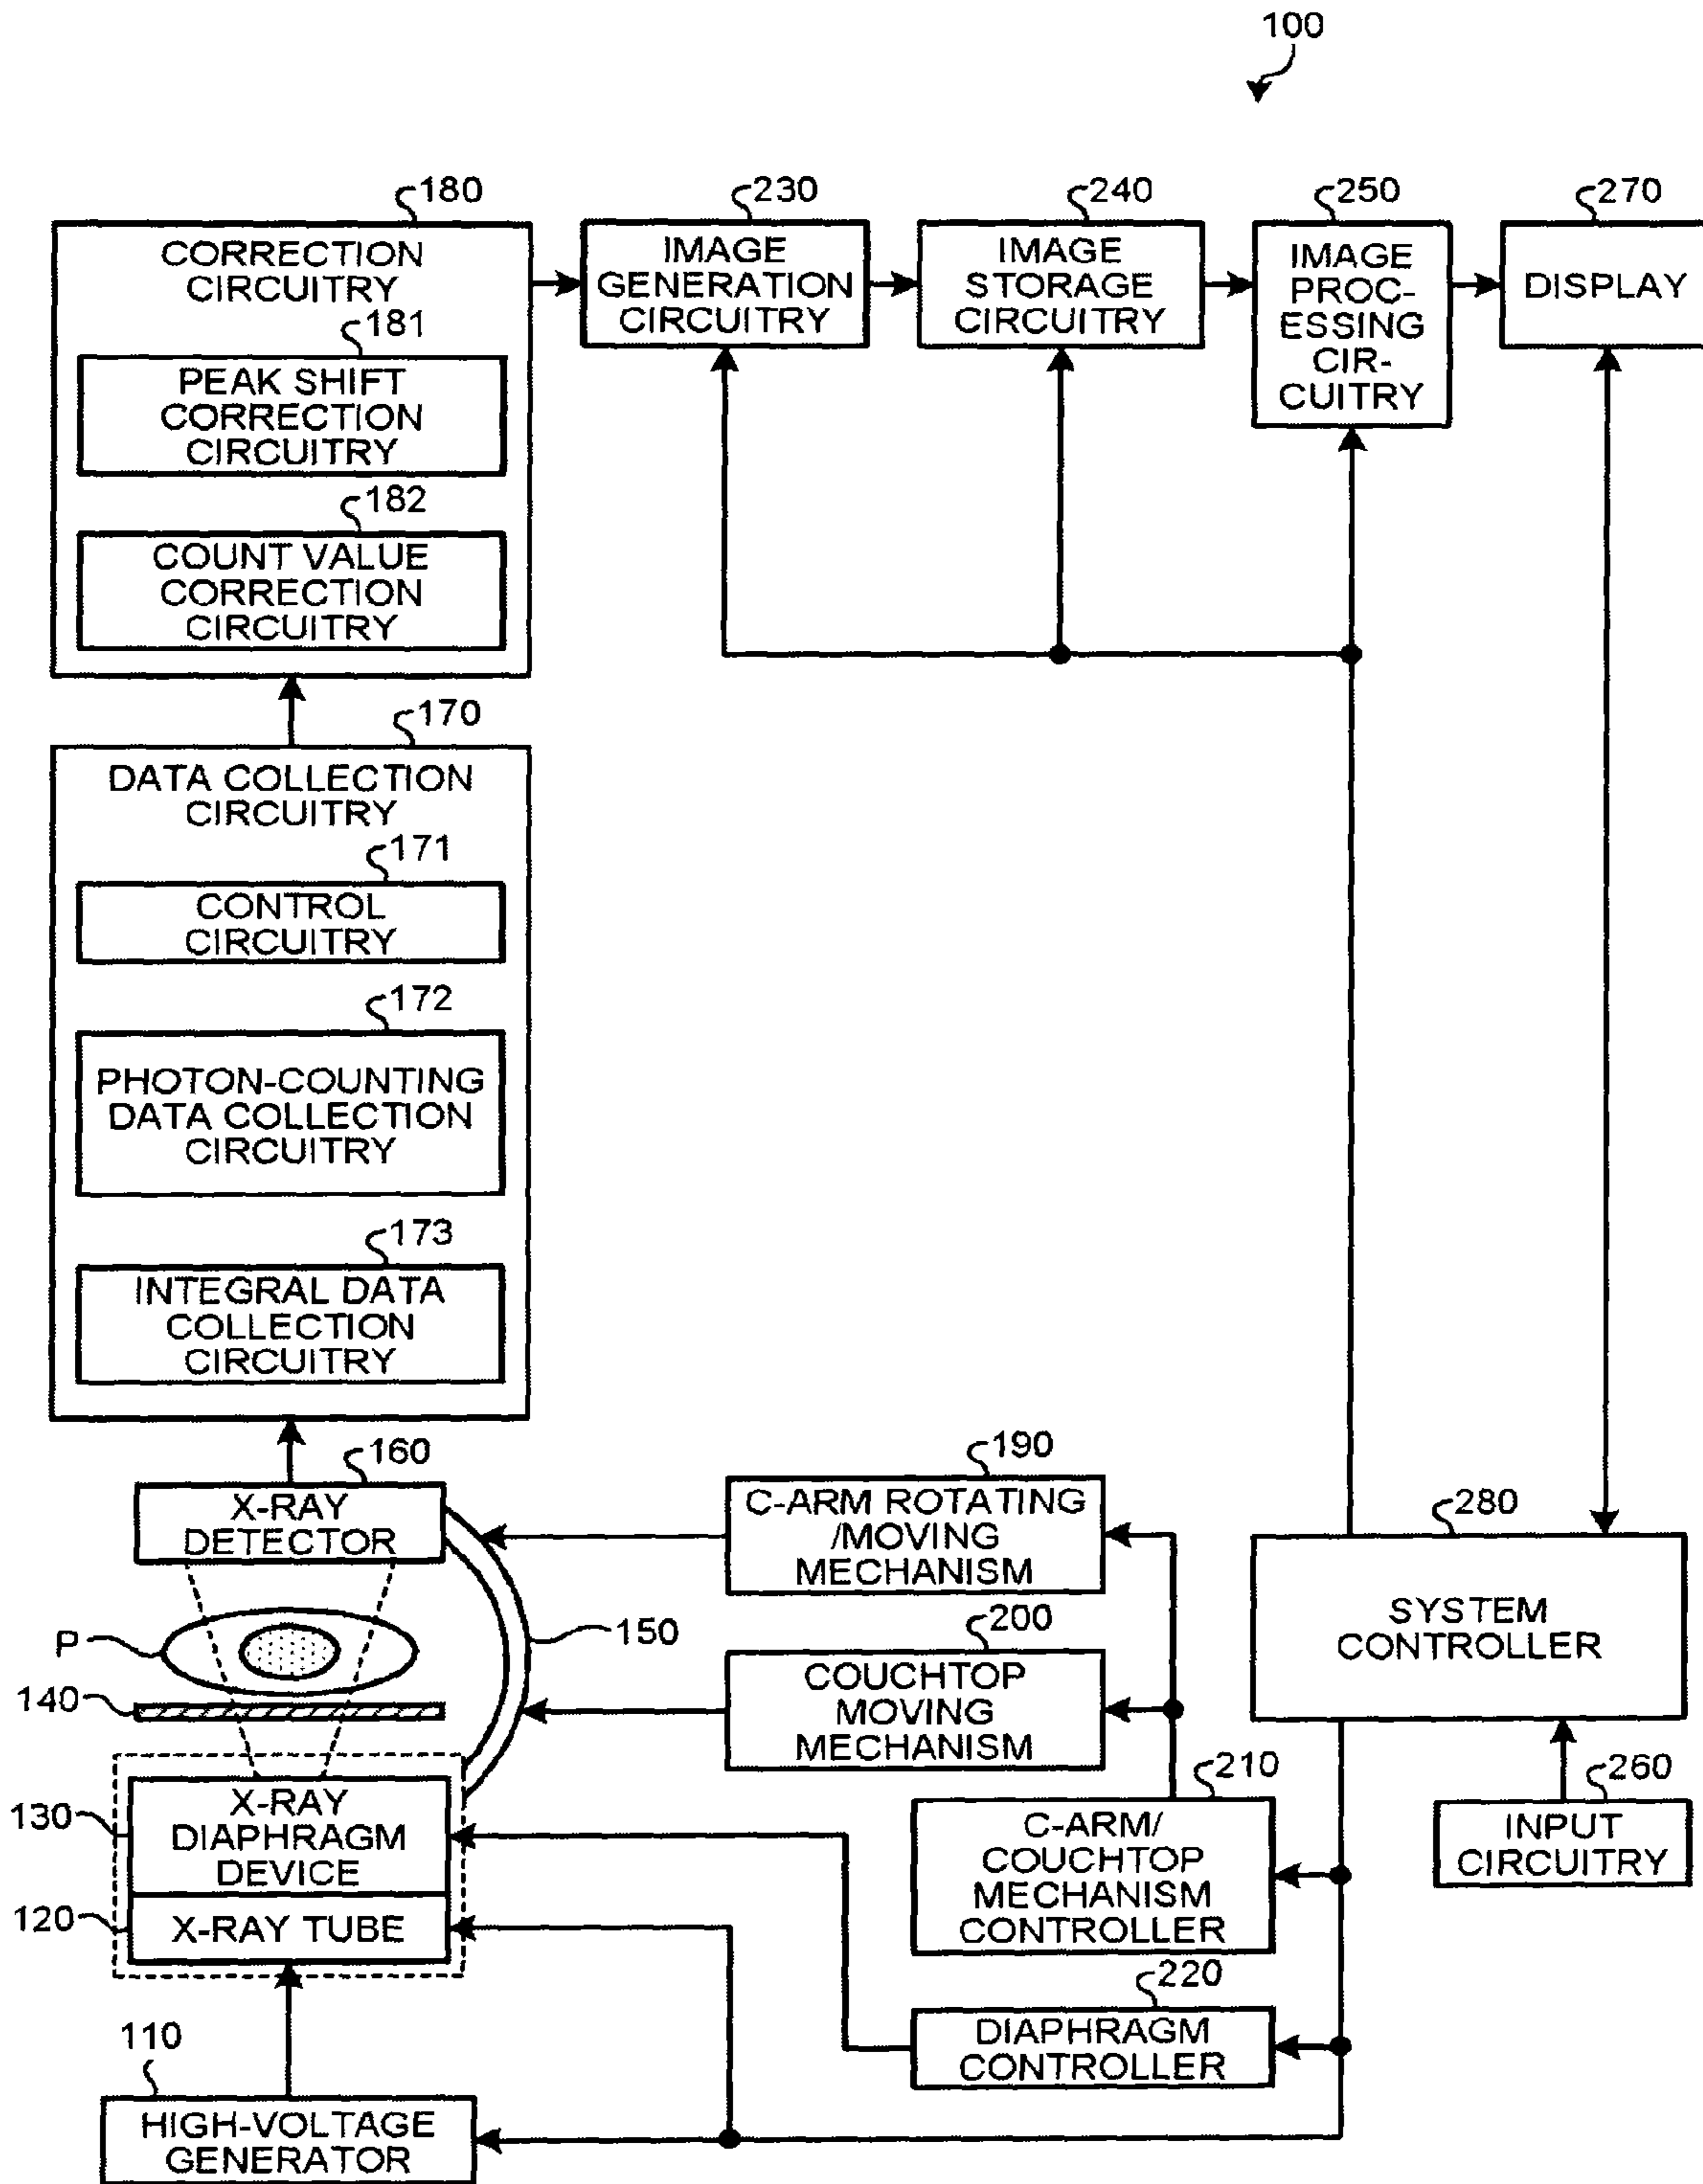 100
180
230
240
250
270
CORRECTION
CIRCUITRY
IMAGE
GENERATION
CIRCUITRY
IMAGE
STORAGE
CIRCUITRY
IMAGE
PROC-
ESSING
CIR-
CUITRY
DISPLAY
181
PEAK SHIFT
CORRECTION
CIRCUITRY
182
COUNT VALUE
CORRECTION
CIRCUITRY
170
DATA COLLECTION
CIRCUITRY
171
CONTROL
CIRCUITRY
172
PHOTON-COUNTING
DATA COLLECTION
CIRCUITRY
173
INTEGRAL DATA
COLLECTION
CIRCUITRY
160
X-RAY
DETECTOR
190
C-ARM ROTATING
/MOVING
MECHANISM
280
SYSTEM
CONTROLLER
P
150
200
COUCHTOP
MOVING
MECHANISM
140
210
C-ARM/
COUCHTOP
MECHANISM
CONTROLLER
260
INPUT
CIRCUITRY
130
X-RAY
DIAPHRAGM
DEVICE
120
X-RAY TUBE
220
DIAPHRAGM
CONTROLLER
110
HIGH-VOLTAGE
GENERATOR